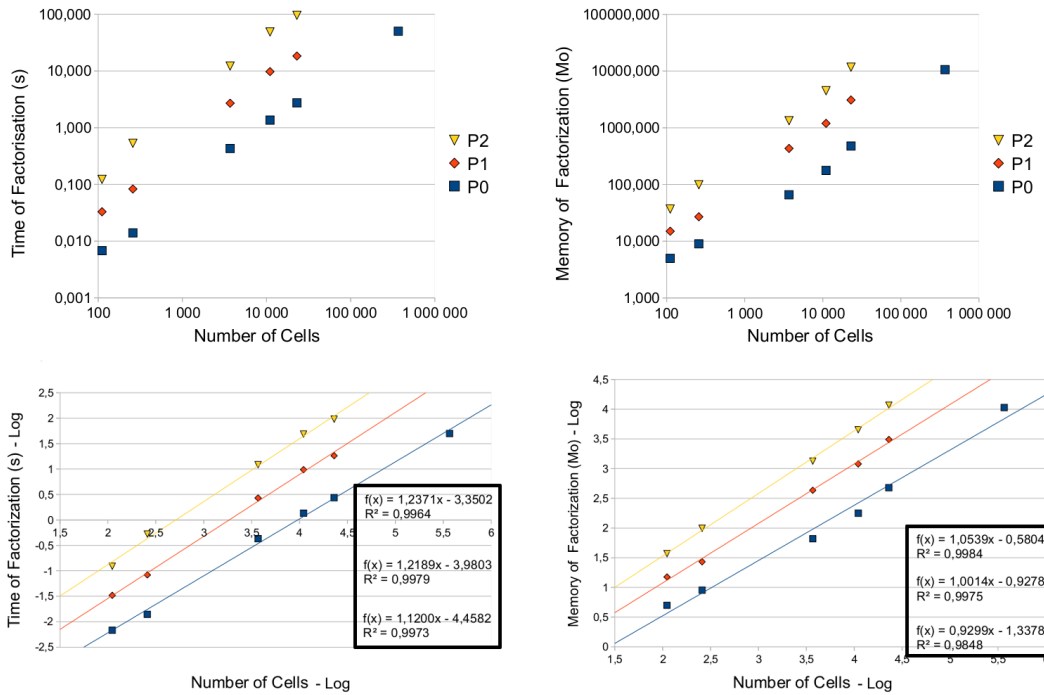 100,000
10,000
1,000
0,100
0,010
0,001
100
1 000
10 000
100 000
1 000 000
Time of Factorisation (s)
Number of Cells
P2
P1
P0
100000,000
10000,000
1000,000
100,000
10,000
1,000
100
1 000
10 000
100 000
1 000 000
Memory of Factorization (Mo)
Number of Cells
P2
P1
P0
2,5
2
1,5
1
0,5
0
-0,5
-1
-1,5
-2
-2,5
1,5
2
2,5
3
3,5
4
4,5
5
5,5
6
Time of Factorization (s) - Log
Number of Cells - Log
f(x) = 1,2371x - 3,3502
R² = 0,9964
f(x) = 1,2189x - 3,9803
R² = 0,9979
f(x) = 1,1200x - 4,4582
R² = 0,9973
4,5
4
3,5
3
2,5
2
1,5
1
0,5
0
1,5
2
2,5
3
3,5
4
4,5
5
5,5
6
Memory of Factorization (Mo) - Log
Number of Cells - Log
f(x) = 1,0539x - 0,5804
R² = 0,9984
f(x) = 1,0014x - 0,9278
R² = 0,9975
f(x) = 0,9299x - 1,3378
R² = 0,9848